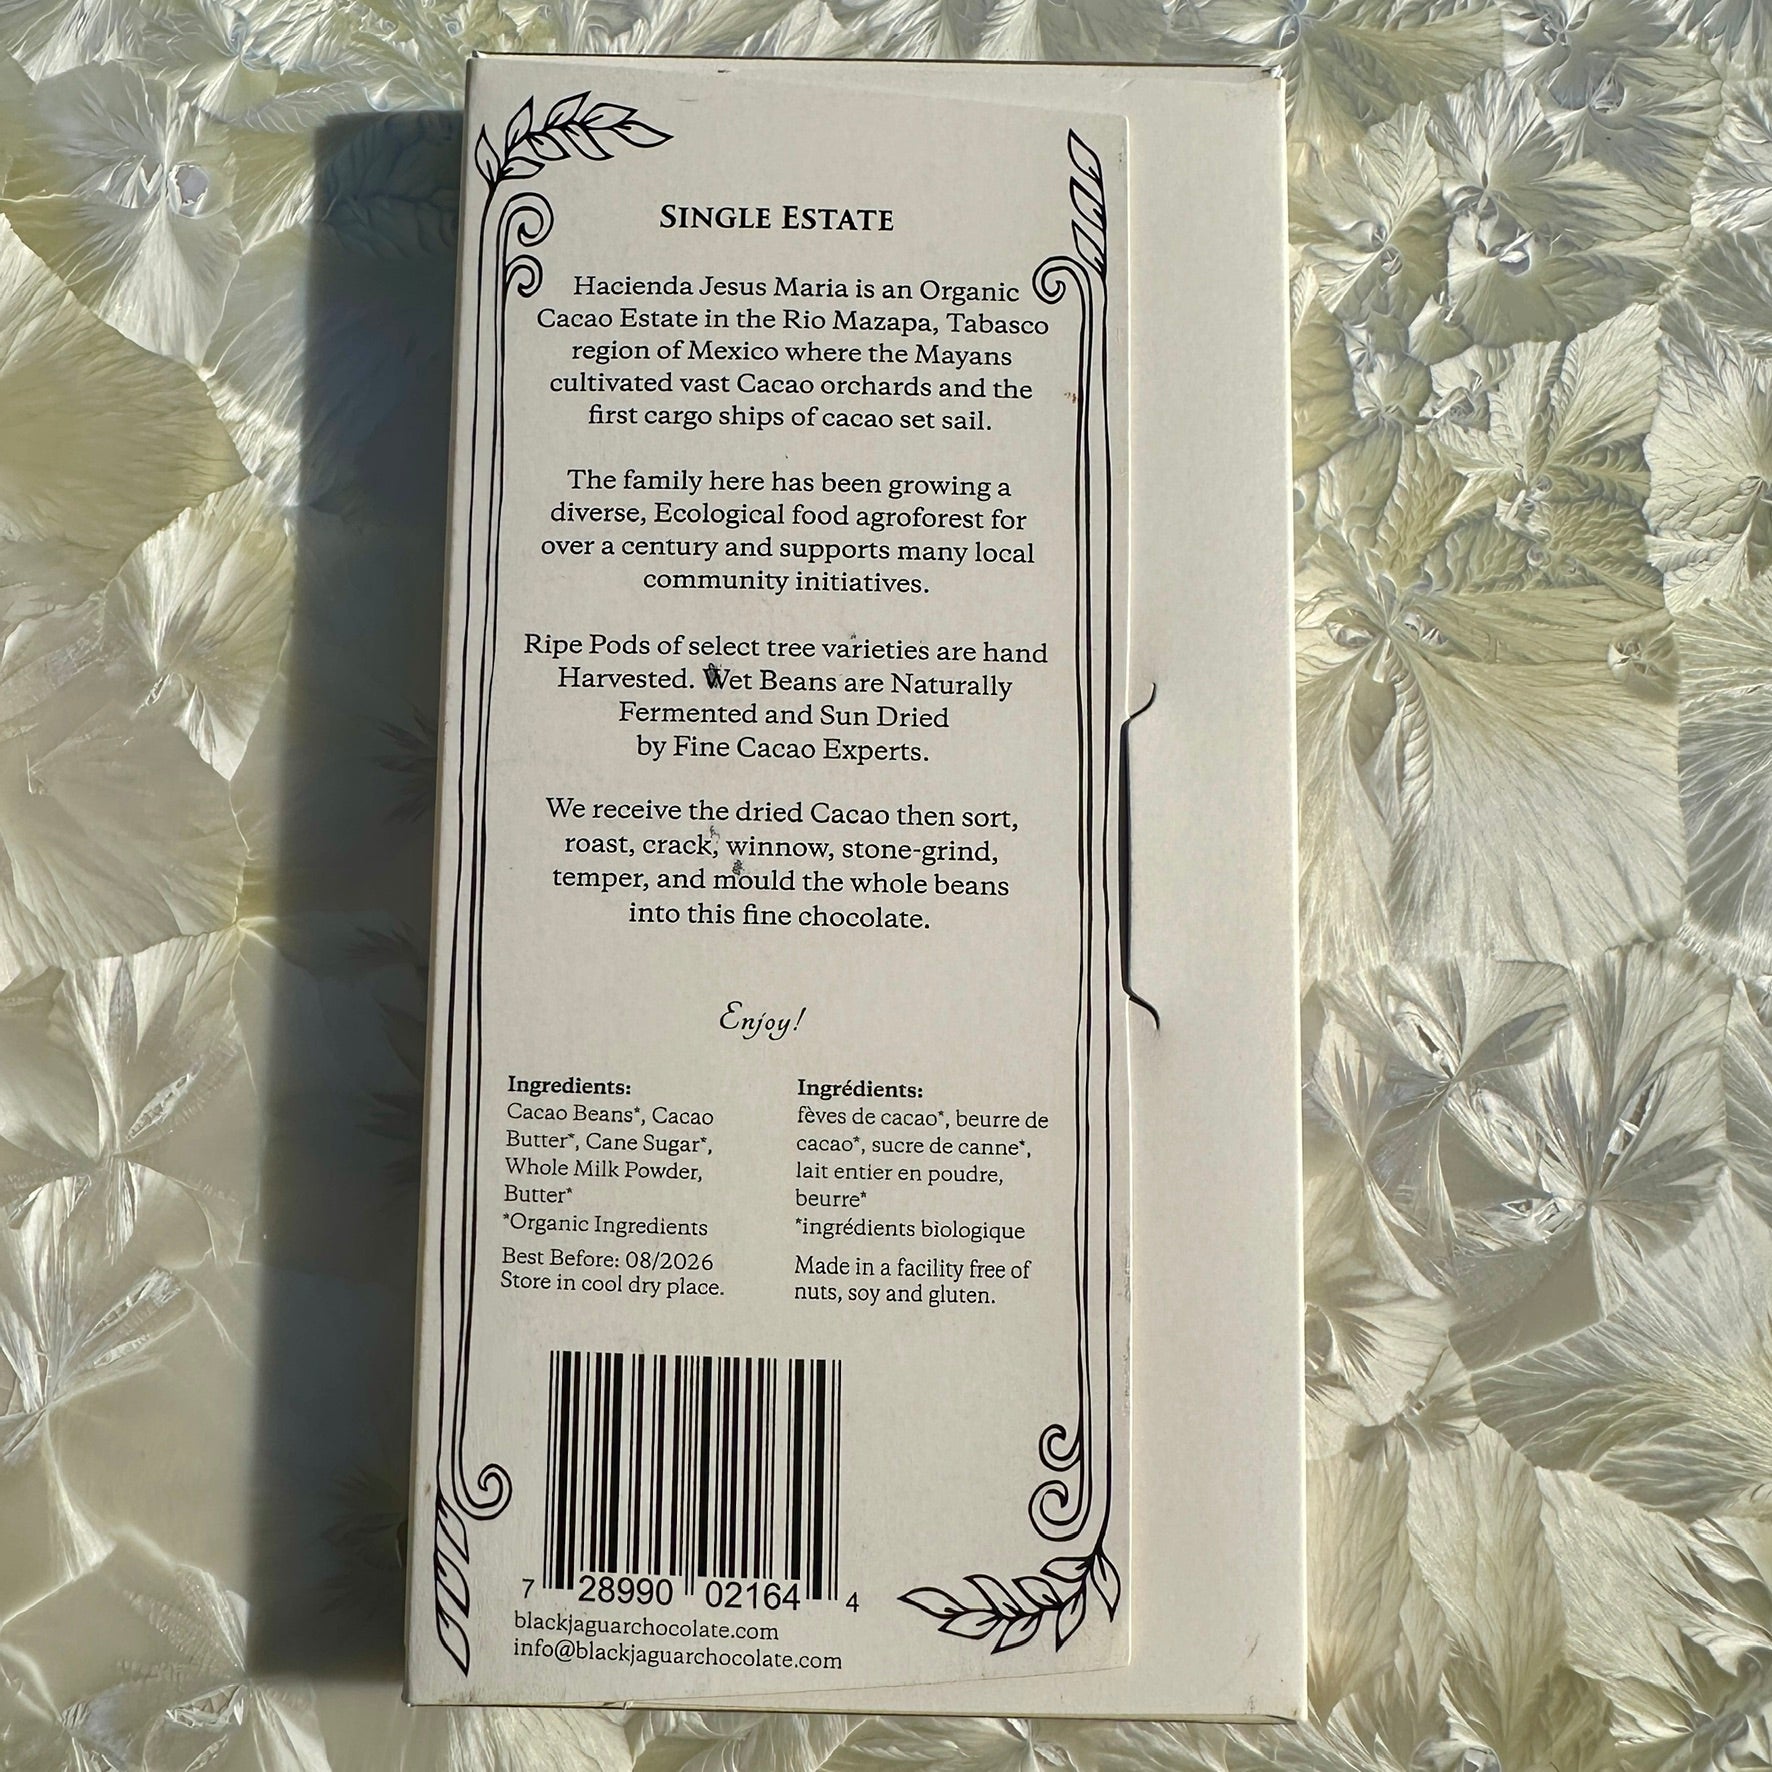 SINGLE ESTATE
Hacienda Jesus Maria is an Organic
Cacao Estate in the Rio Mazapa, Tabasco
region of Mexico where the Mayans
cultivated vast Cacao orchards and the
first cargo ships of cacao set sail.
The family here has been growing a
diverse, Ecological food agroforest for
over a century and supports many local
community initiatives.
Ripe Pods of select tree varieties are hand
Harvested. Wet Beans are Naturally
Fermented and Sun Dried
by Fine Cacao Experts.
We receive the dried Cacao then sort,
roast, crack, winnow, stone-grind,
temper, and mould the whole beans
into this fine chocolate.
Enjoy!
Ingredients:
Cacao Beans*, Cacao
Butter*, Cane Sugar*,
Whole Milk Powder,
Butter*
*Organic Ingredients
Best Before: 08/2026
Store in cool dry place.
Ingrédients:
fèves de cacao*, beurre de
cacao*, sucre de canne*,
lait entier en poudre,
beurre*
*ingrédients biologique
Made in a facility free of
nuts, soy and gluten.
7 28990 02164 4
blackjaguarchocolate.com
info@blackjaguarchocolate.com